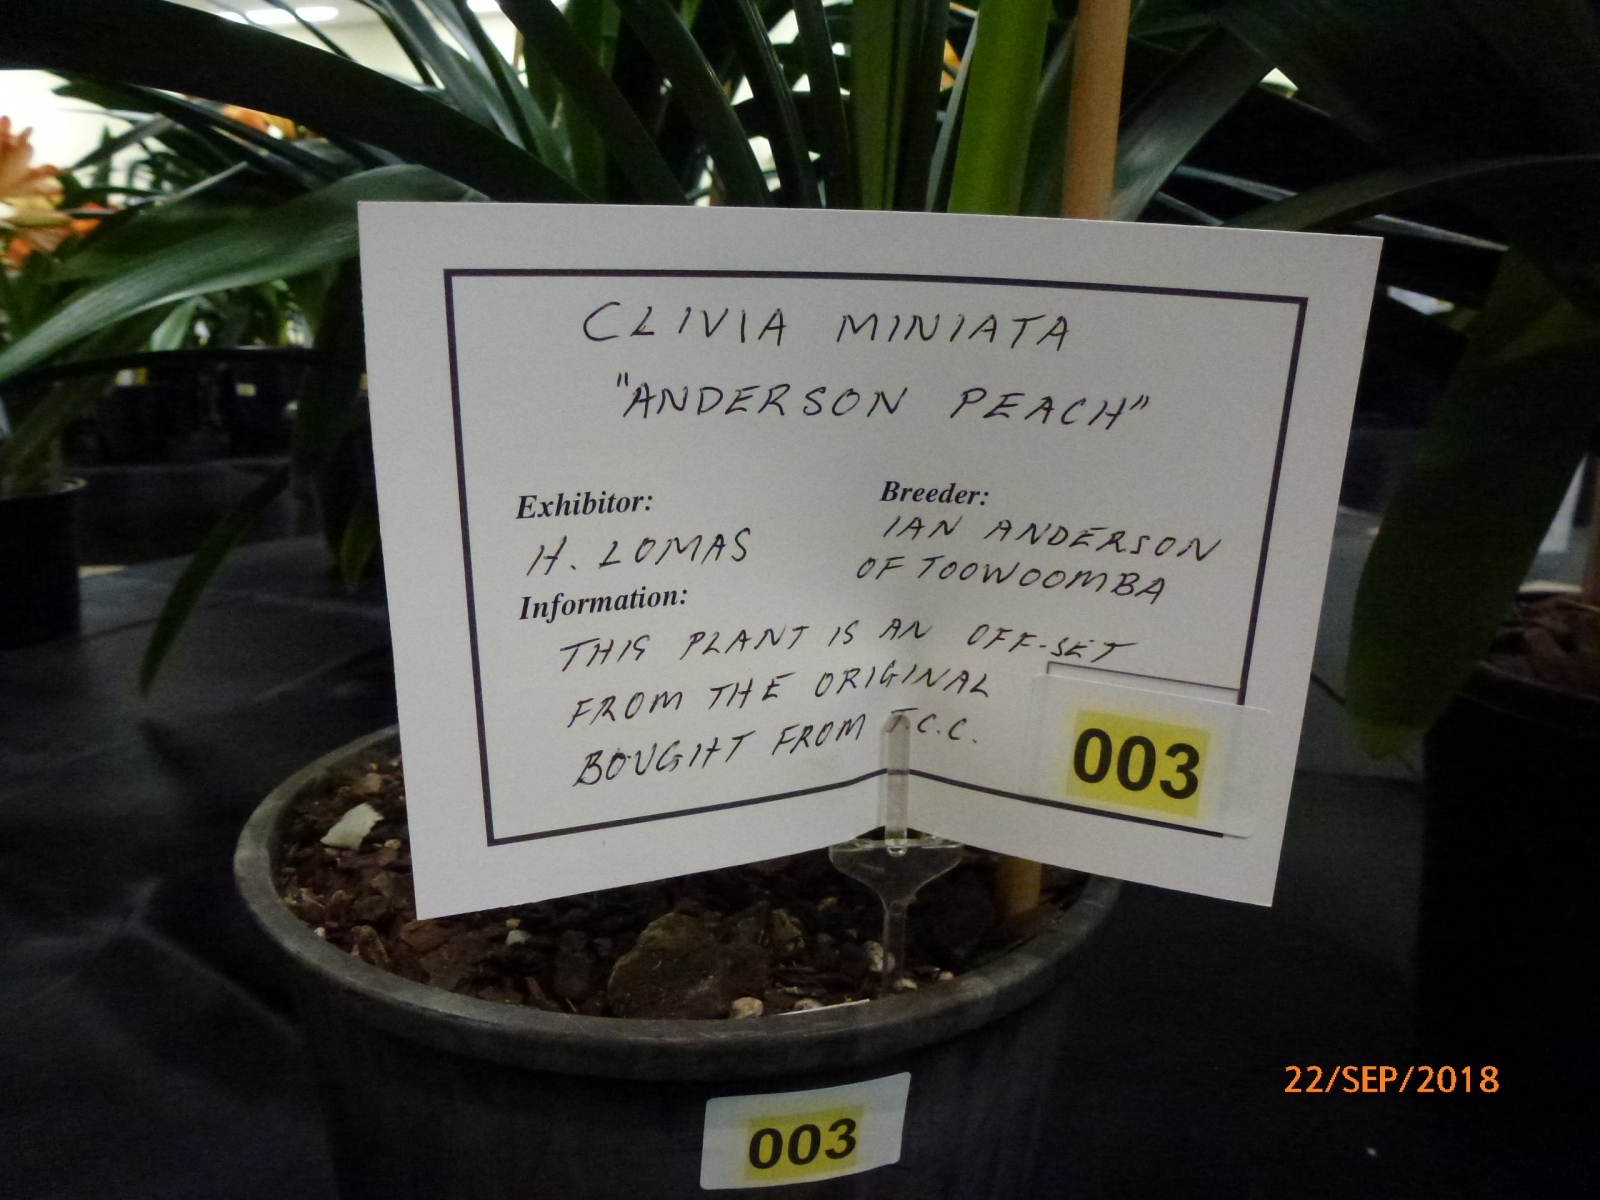 CLIVIA MINIATA
"ANDERSON PEACH"
Exhibitor:
H. LOMAS
Breeder:
IAN ANDERSON
OF TOOWOOMBA
Information:
THIS PLANT IS AN OFF-SET
FROM THE ORIGINAL
BOUGHT FROM T.C.C.
003
003
22/SEP/2018